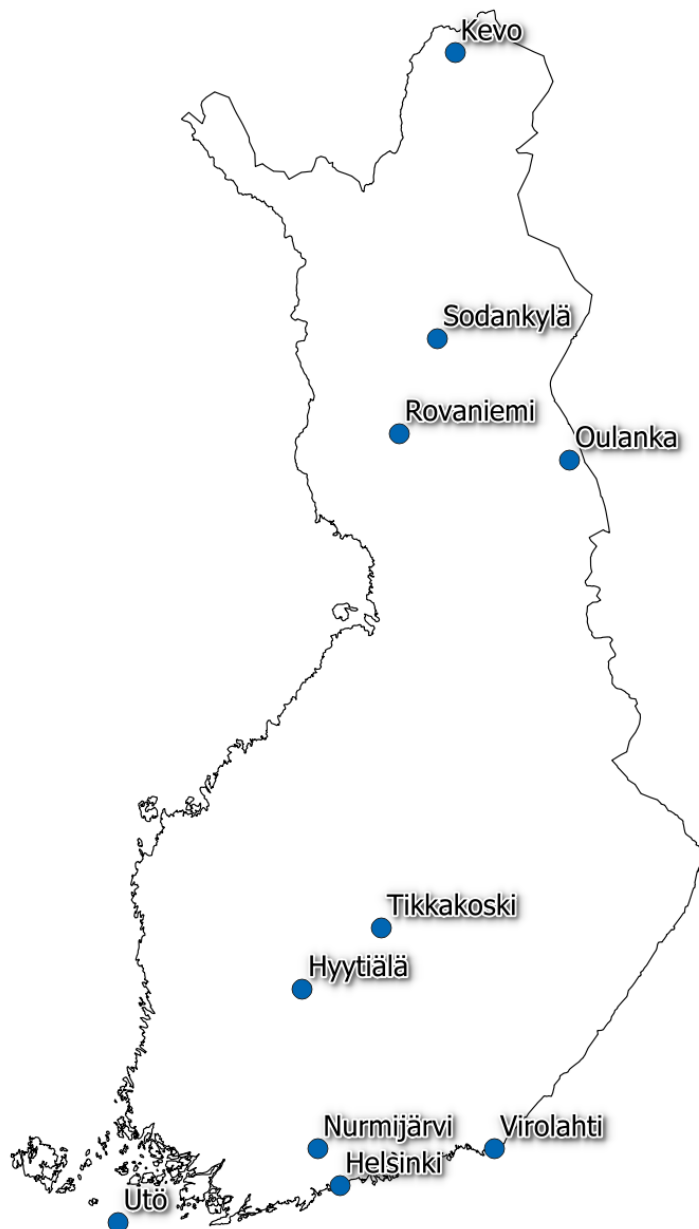 Kevo
Sodankylä
Rovaniemi
Oulanka
Tikkakoski
Hyytiälä
Nurmijärvi
Virolahti
Helsinki
Utö